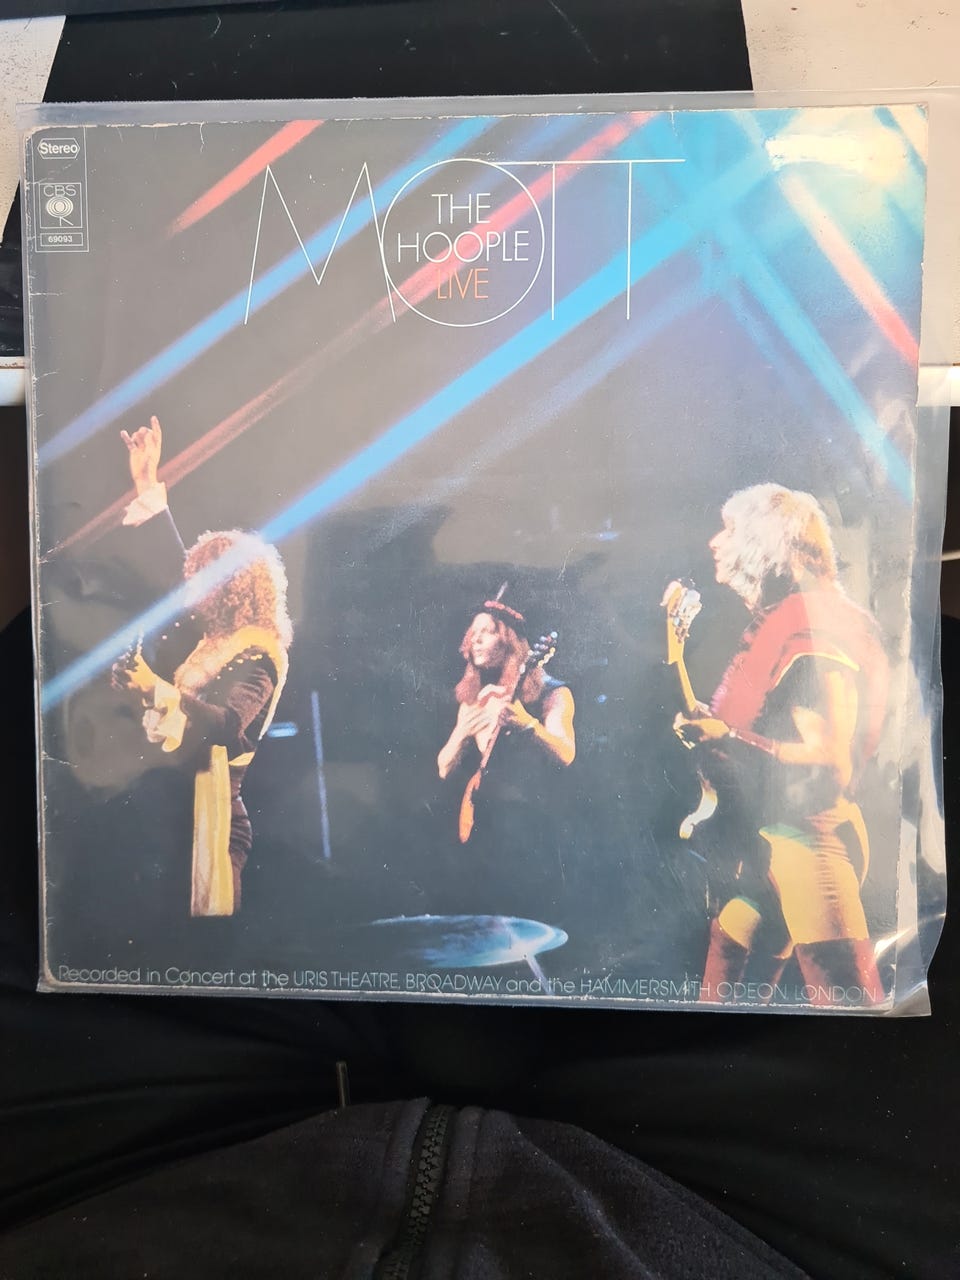 Stereo
CBS
69093
MOTT
THE
HOOPLE
LIVE
Recorded in Concert at the URIS THEATRE, BROADWAY and the HAMMERSMITH ODEON, LONDON